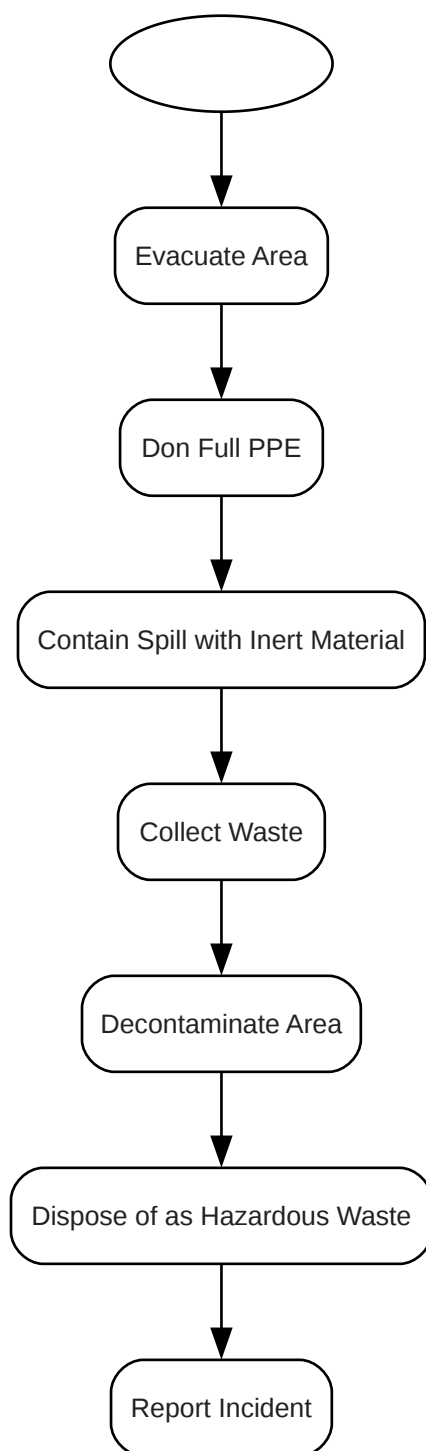 Evacuate Area
Don Full PPE
Contain Spill with Inert Material
Collect Waste
Decontaminate Area
Dispose of as Hazardous Waste
Report Incident